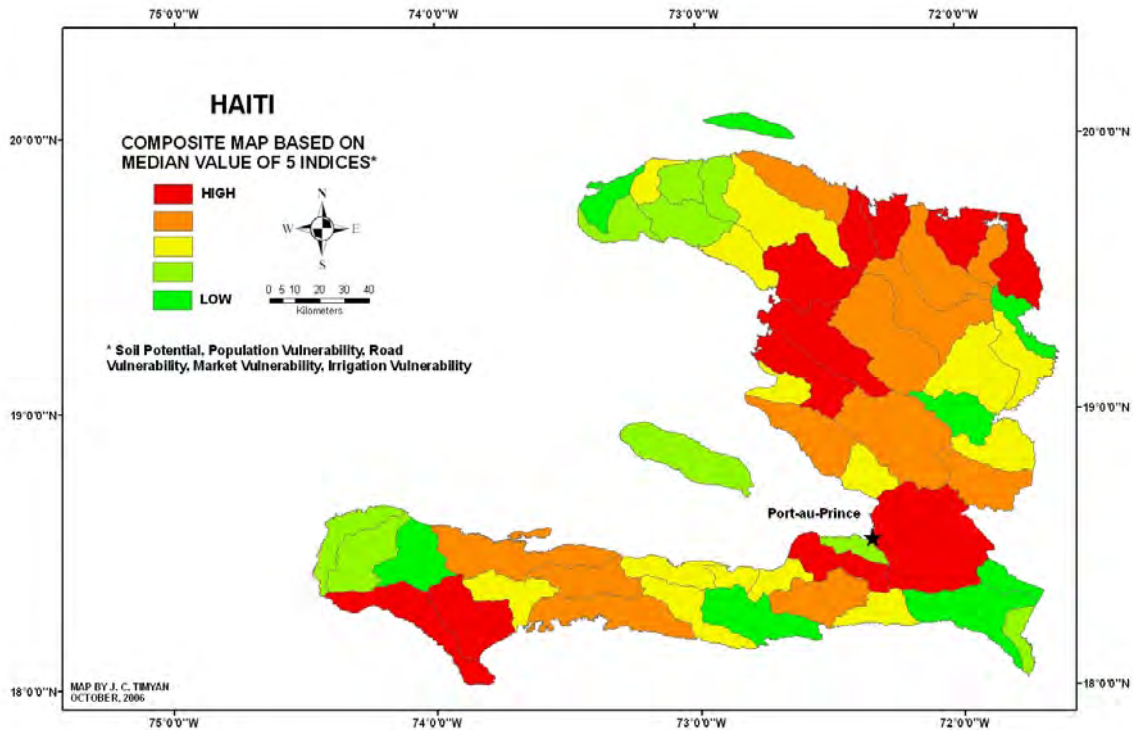 75°0'0"W 74°0'0"W 73°0'0"W 72°0'0"W
HAITI
COMPOSITE MAP BASED ON
MEDIAN VALUE OF 5 INDICES*
HIGH
LOW
N
W E
S
0 5 10 20 30 40
Kilometers
* Soil Potential, Population Vulnerability, Road
Vulnerability, Market Vulnerability, Irrigation Vulnerability
20°0'0"N 20°0'0"N
19°0'0"N 19°0'0"N
Port-au-Prince
MAP BY J. C. TIMYAN
OCTOBER, 2006
18°0'0"N 18°0'0"N
75°0'0"W 74°0'0"W 73°0'0"W 72°0'0"W